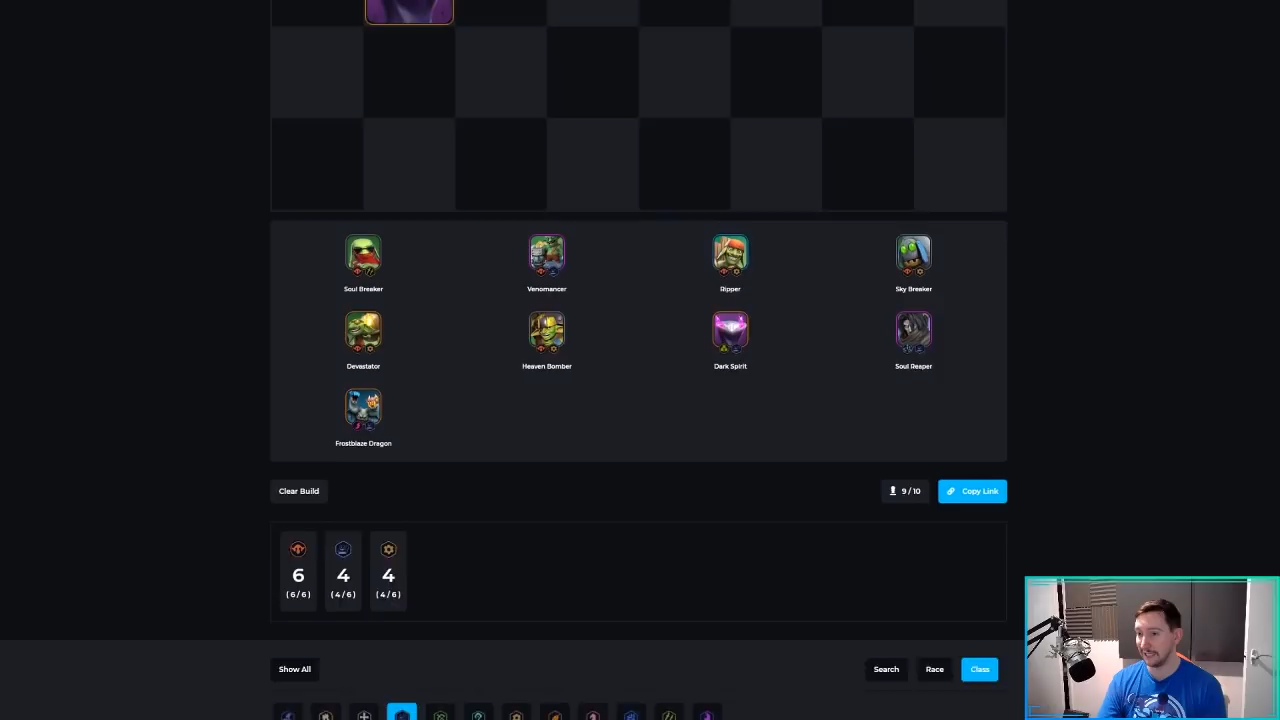 Soul Breaker Venomancer Ripper Sky Breaker
Devastator Heaven Bomber Dark Spirit Soul Reaper
Frostblaze Dragon
Clear Build 9 / 10 Copy Link
6 4 4
( 6 / 6 ) ( 4 / 6 ) ( 4 / 6 )
Show All Search Race Class